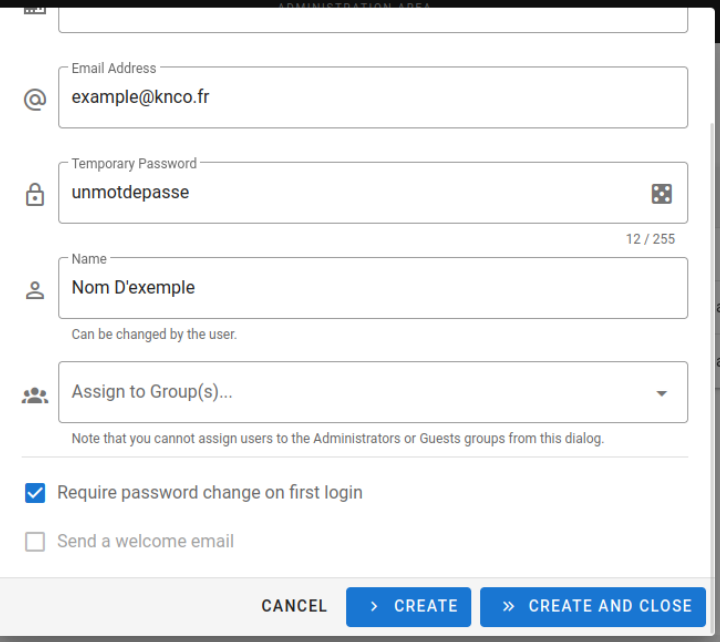 ADMINISTRATION AREA
Email Address
example@knco.fr
Temporary Password
unmotdepasse
12 / 255
Name
Nom D'exemple
Can be changed by the user.
Assign to Group(s)...
Note that you cannot assign users to the Administrators or Guests groups from this dialog.
Require password change on first login
Send a welcome email
CANCEL
CREATE
CREATE AND CLOSE